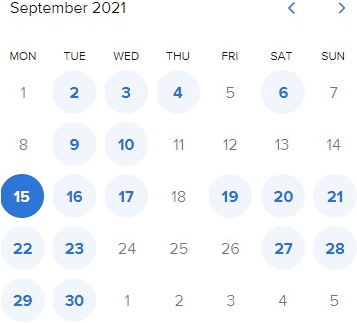 September 2021
MON TUE WED THU FRI SAT SUN
1 2 3 4 5 6 7
8 9 10 11 12 13 14
15 16 17 18 19 20 21
22 23 24 25 26 27 28
29 30 1 2 3 4 5